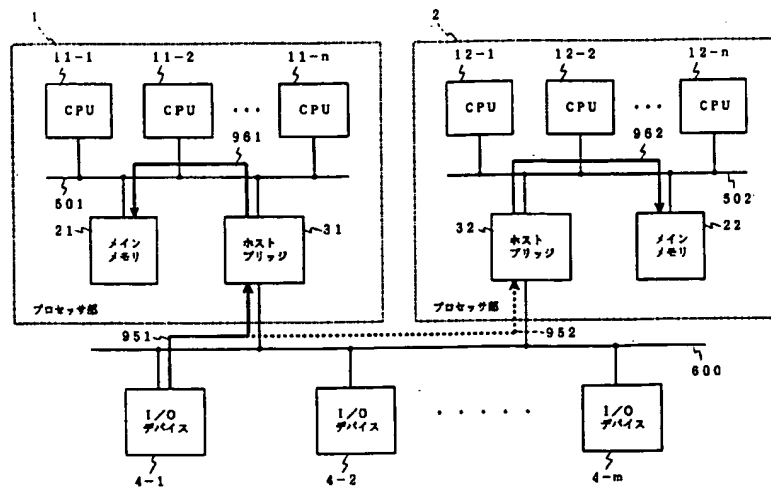 1
2
11-1
11-2
11-n
12-1
12-2
12-n
CPU
CPU
・・・
CPU
CPU
CPU
・・・
CPU
961
962
501
502
21
メイン
メモリ
ホスト
ブリッジ
31
32
ホスト
ブリッジ
メイン
メモリ
22
プロセッサ部
プロセッサ部
951
952
600
I/O
デバイス
I/O
デバイス
・・・・・
I/O
デバイス
4-1
4-2
4-m